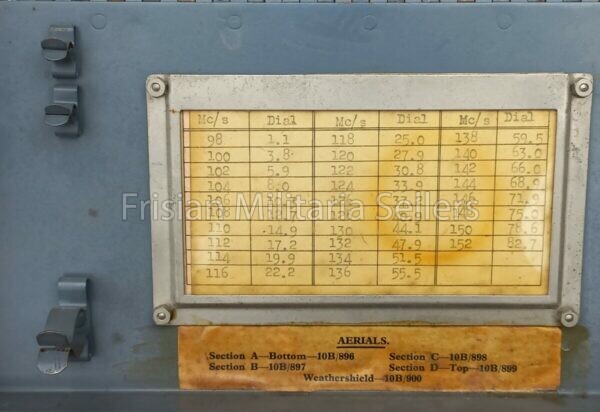 Mc/s Dial Mc/s Dial Mc/s Dial
98 1.1 118 25.0 138 59.5
100 3.8 120 27.9 140 63.0
102 5.9 122 30.8 142 66.0
104 8.0 124 33.9 144 68.9
71.9
108 75.0
110 14.9 130 44.1 150 78.6
112 17.2 132 47.9 152 82.7
114 19.9 134 51.5
116 22.2 136 55.5
Frisian Militaria Sellers
AERIALS.
Section A—Bottom—10B/896 Section C—10B/898
Section B—10B/897 Section D—Top—10B/899
Weathershield—10B/900